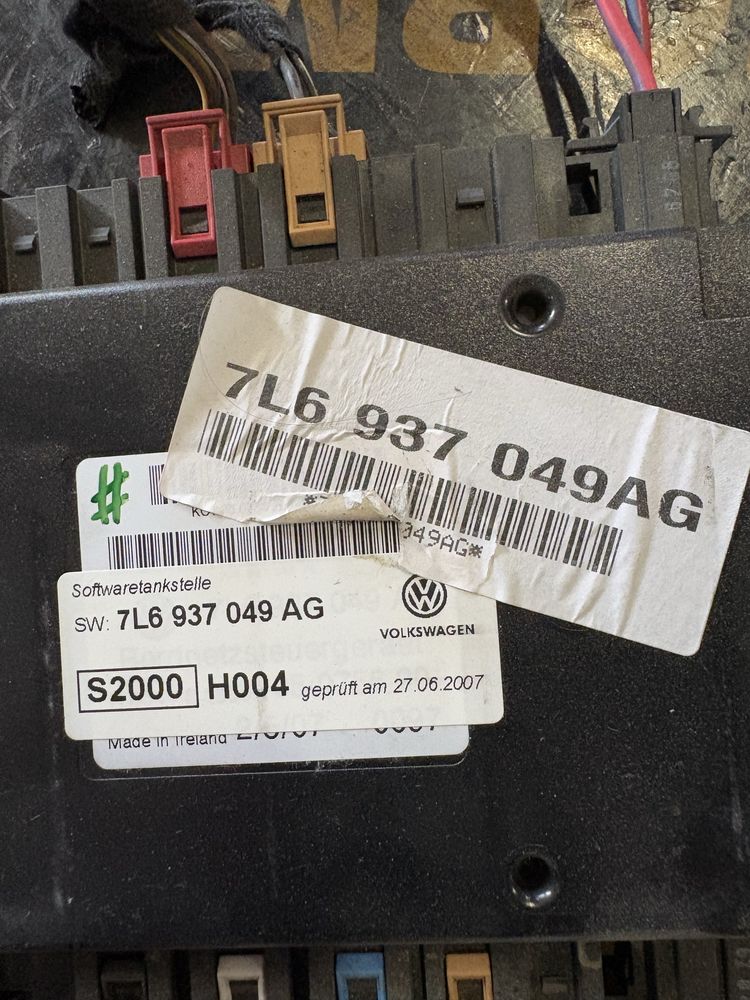 7L6 937 049AG
049AG*
#
Softwaretankstelle
SW: 7L6 937 049 AG
VOLKSWAGEN
S2000 H004 geprüft am 27.06.2007
Made in Ireland